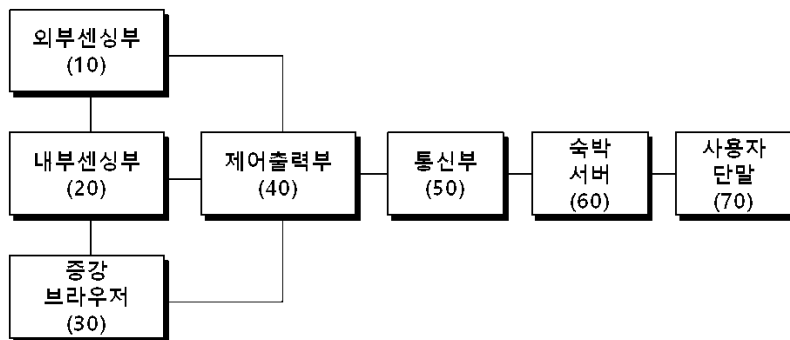 외부센싱부
(10)
내부센싱부
(20)
증강
브라우저
(30)
제어출력부
(40)
통신부
(50)
숙박
서버
(60)
사용자
단말
(70)